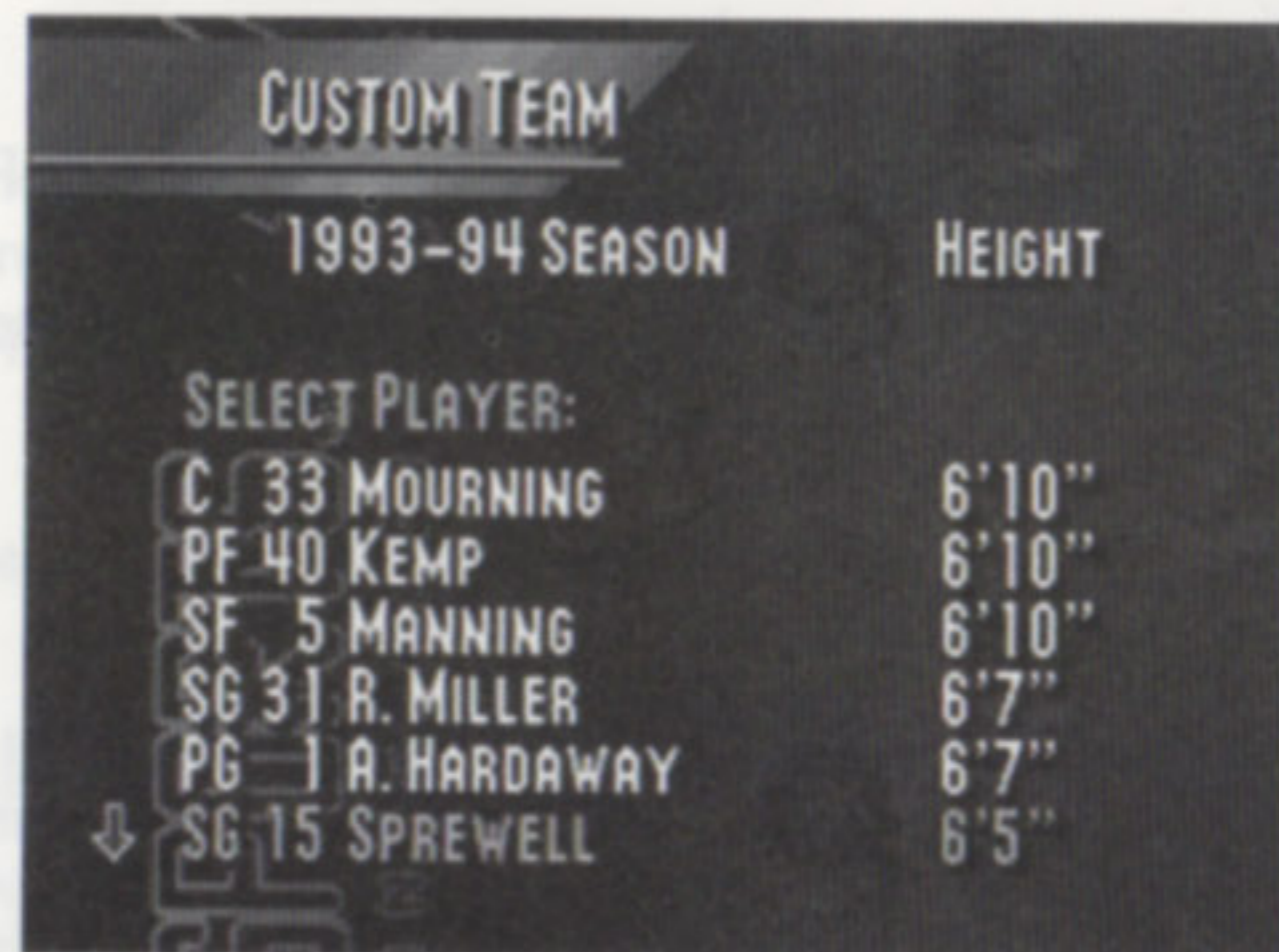 CUSTOM TEAM
1993-94 SEASON HEIGHT
SELECT PLAYER:
C 33 MOURNING 6'10"
PF 40 KEMP 6'10"
SF 5 MANNING 6'10"
SG 31 R. MILLER 6'7"
PG 1 A. HARDAWAY 6'7"
SG 15 SPREWELL 6'5"